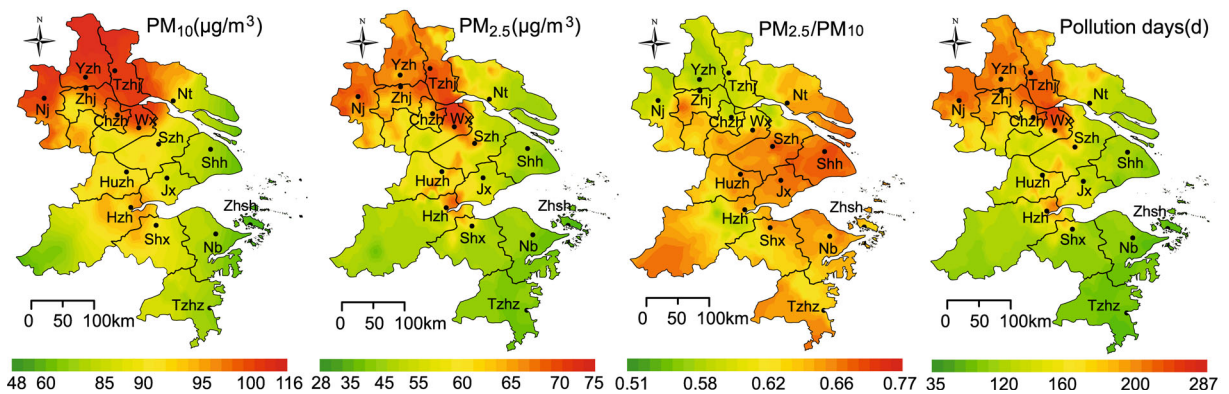 N
PM10(µg/m³)
Yzh
Tzhj
Zhj
Nj
Nt
Chzh
Wx
Szh
Shh
Huzh
Jx
Hzh
Zhsh
Shx
Nb
Tzhz
0 50 100km
48 60 85 90 95 100 116
N
PM2.5(µg/m³)
Yzh
Tzhj
Zhj
Nj
Nt
Chzh
Wx
Szh
Shh
Huzh
Jx
Hzh
Zhsh
Shx
Nb
Tzhz
0 50 100km
28 35 45 55 60 65 70 75
N
PM2.5/PM10
Yzh
Tzhj
Zhj
Nj
Nt
Chzh
Wx
Szh
Shh
Huzh
Jx
Hzh
Zhsh
Shx
Nb
Tzhz
0 50 100km
0.51 0.58 0.62 0.66 0.77
N
Pollution days(d)
Yzh
Tzhj
Zhj
Nj
Nt
Chzh
Wx
Szh
Shh
Huzh
Jx
Hzh
Zhsh
Shx
Nb
Tzhz
0 50 100km
35 120 160 200 287